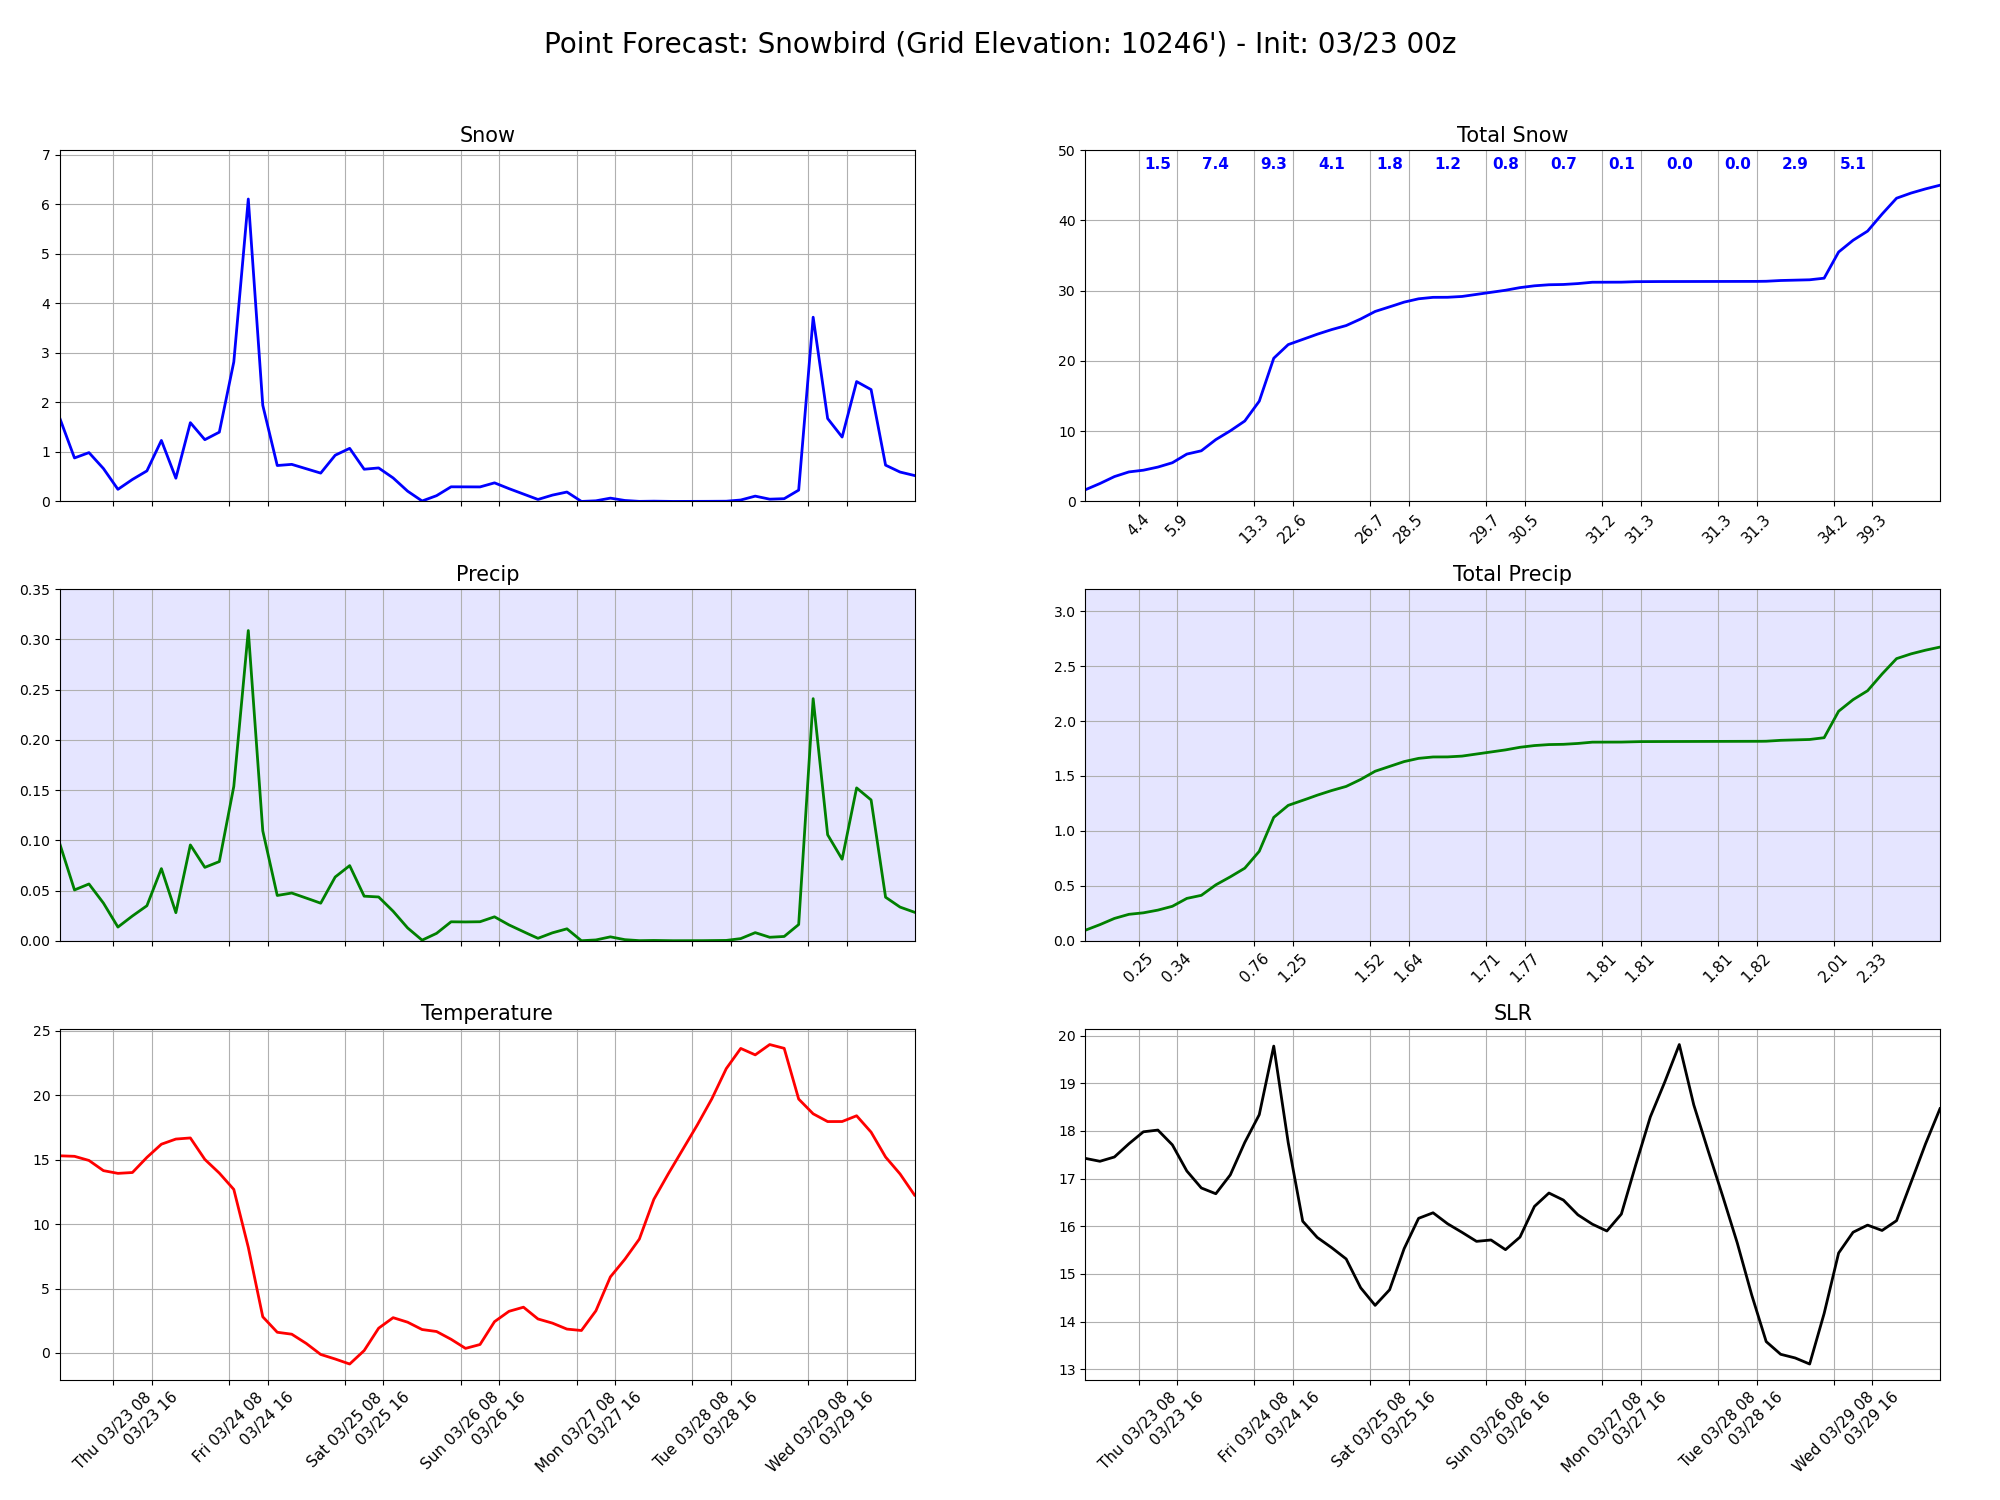 Point Forecast: Snowbird (Grid Elevation: 10246') - Init: 03/23 00z
Snow
7
6
5
4
3
2
1
0
Total Snow
1.5 7.4 9.3 4.1 1.8 1.2 0.8 0.7 0.1 0.0 0.0 2.9 5.1
50
40
30
20
10
0
4.4 5.9 13.3 22.6 26.7 28.5 29.7 30.5 31.2 31.3 31.3 31.3 34.2 39.3
Precip
0.35
0.30
0.25
0.20
0.15
0.10
0.05
0.00
Total Precip
3.0
2.5
2.0
1.5
1.0
0.5
0.0
0.25 0.34 0.76 1.25 1.52 1.64 1.71 1.77 1.81 1.81 1.81 1.82 2.01 2.33
Temperature
25
20
15
10
5
0
Thu 03/23 08
03/23 16
Fri 03/24 08
03/24 16
Sat 03/25 08
03/25 16
Sun 03/26 08
03/26 16
Mon 03/27 08
03/27 16
Tue 03/28 08
03/28 16
Wed 03/29 08
03/29 16
SLR
20
19
18
17
16
15
14
13
Thu 03/23 08
03/23 16
Fri 03/24 08
03/24 16
Sat 03/25 08
03/25 16
Sun 03/26 08
03/26 16
Mon 03/27 08
03/27 16
Tue 03/28 08
03/28 16
Wed 03/29 08
03/29 16